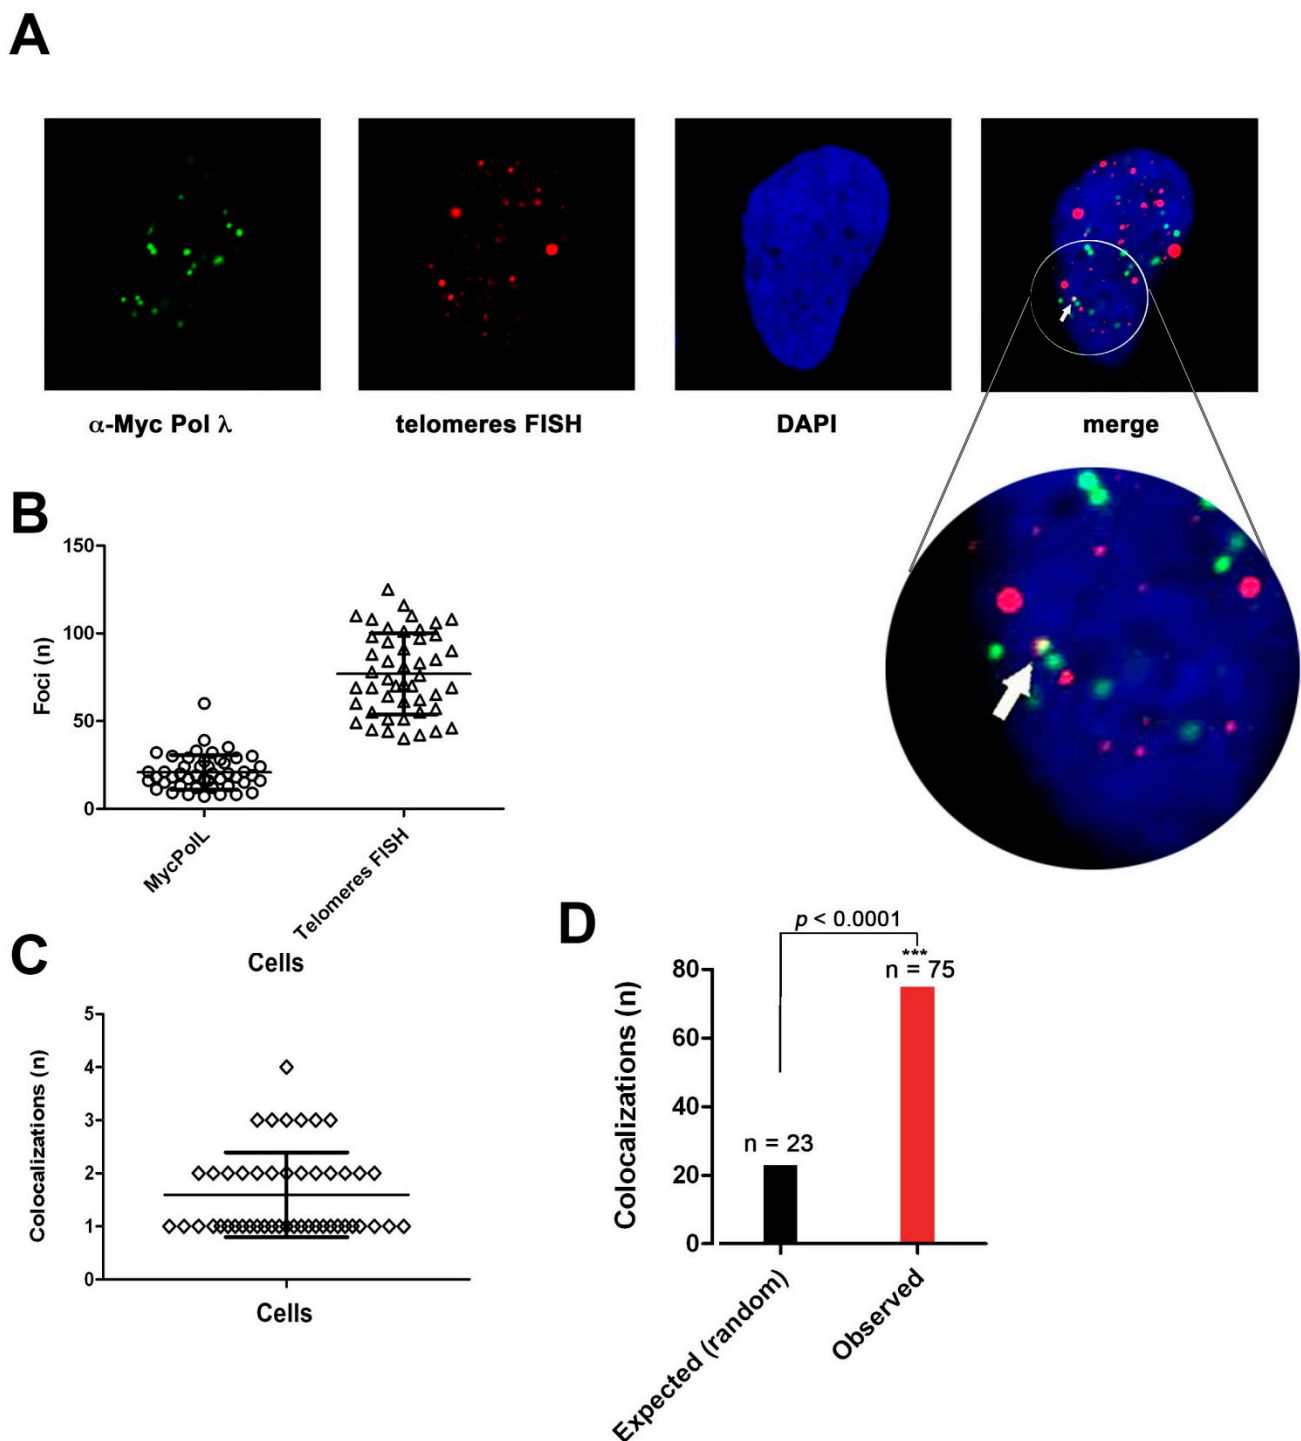 A
α-Myc Pol λ
telomeres FISH
DAPI
merge
B
150
100
50
0
Foci (n)
MycPolL
Telomeres FISH
Cells
C
5
4
3
2
1
0
Colocalizations (n)
Cells
D
p < 0.0001
***
n = 75
n = 23
80
60
40
20
0
Colocalizations (n)
Expected (random)
Observed